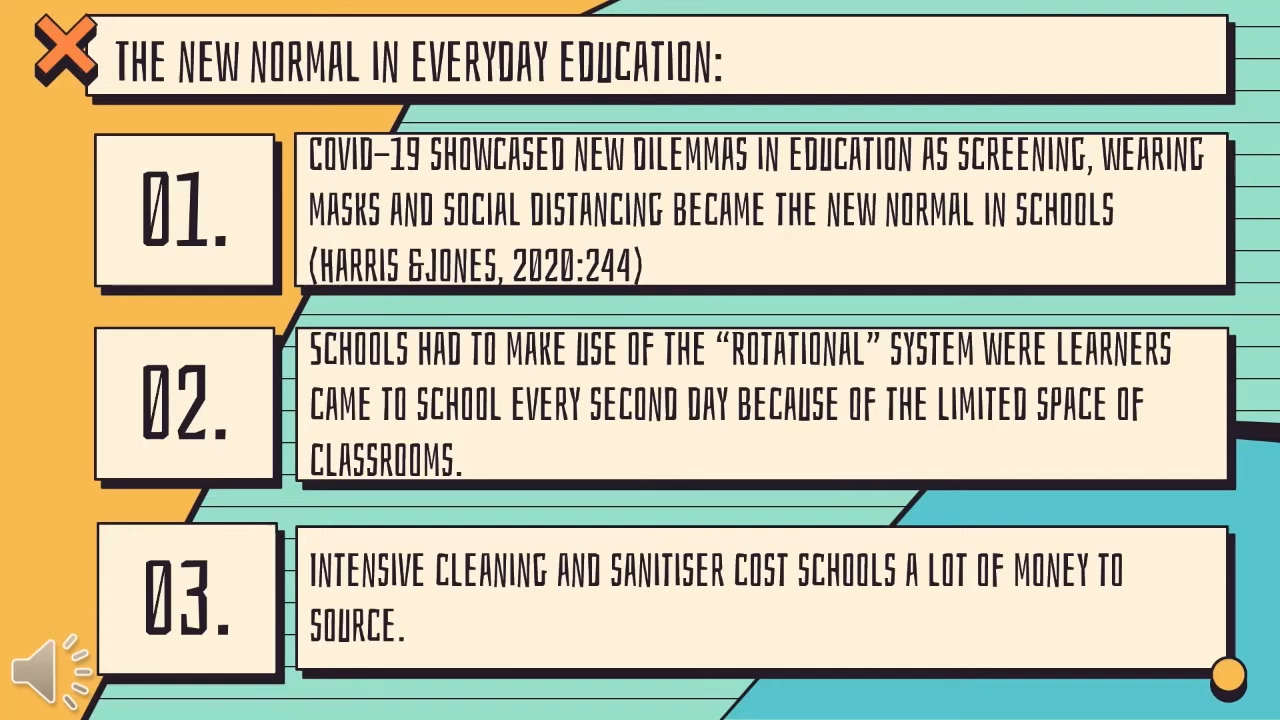 THE NEW NORMAL IN EVERYDAY EDUCATION:
01.
COVID-19 SHOWCASED NEW DILEMMAS IN EDUCATION AS SCREENING, WEARING
MASKS AND SOCIAL DISTANCING BECAME THE NEW NORMAL IN SCHOOLS
(HARRIS &JONES, 2020:244)
02.
SCHOOLS HAD TO MAKE USE OF THE “ROTATIONAL” SYSTEM WERE LEARNERS
CAME TO SCHOOL EVERY SECOND DAY BECAUSE OF THE LIMITED SPACE OF
CLASSROOMS.
03.
INTENSIVE CLEANING AND SANITISER COST SCHOOLS A LOT OF MONEY TO
SOURCE.